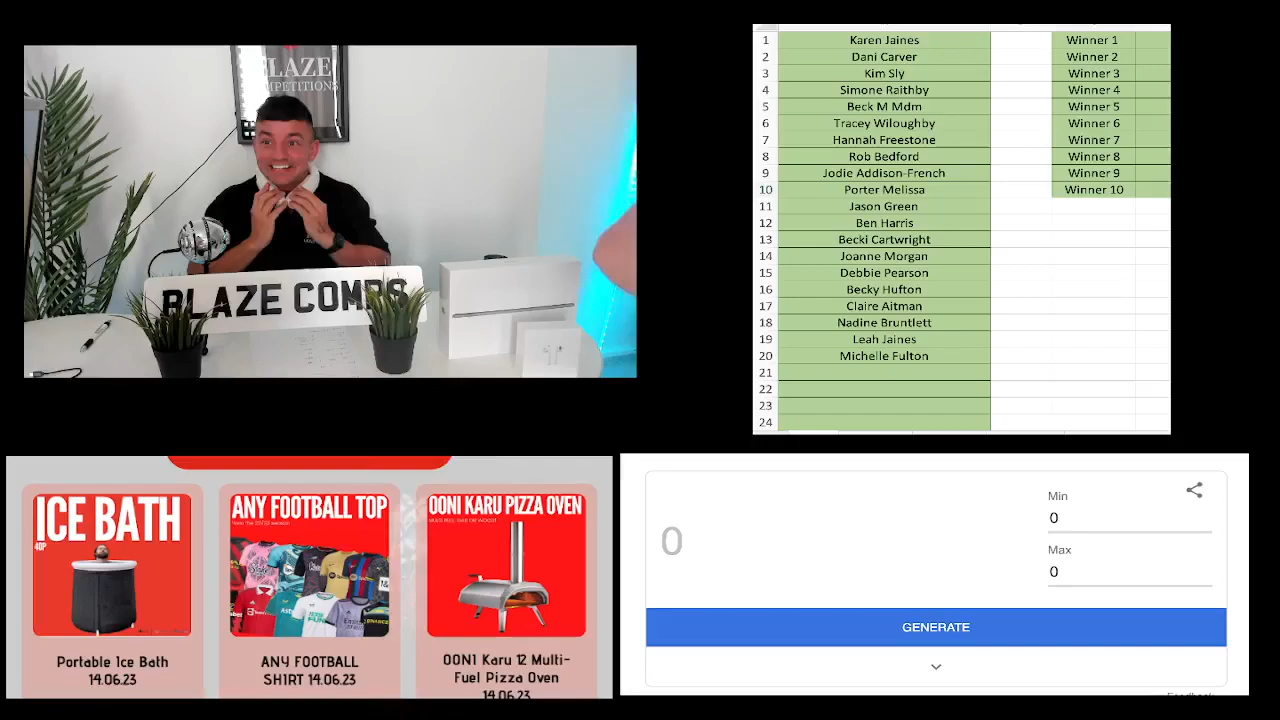 BLAZE
COMPETITIONS
BLAZE COMPS
1 Karen Jaines Winner 1
2 Dani Carver Winner 2
3 Kim Sly Winner 3
4 Simone Raithby Winner 4
5 Beck M Mdm Winner 5
6 Tracey Wiloughby Winner 6
7 Hannah Freestone Winner 7
8 Rob Bedford Winner 8
9 Jodie Addison-French Winner 9
10 Porter Melissa Winner 10
11 Jason Green
12 Ben Harris
13 Becki Cartwright
14 Joanne Morgan
15 Debbie Pearson
16 Becky Hufton
17 Claire Aitman
18 Nadine Bruntlett
19 Leah Jaines
20 Michelle Fulton
21
22
23
24
ICE BATH
40P
Portable Ice Bath
14.06.23
ANY FOOTBALL TOP
ANY FOOTBALL
SHIRT 14.06.23
OONI KARU PIZZA OVEN
OONI Karu 12 Multi-
Fuel Pizza Oven
14.06.23
0
Min
0
Max
0
GENERATE